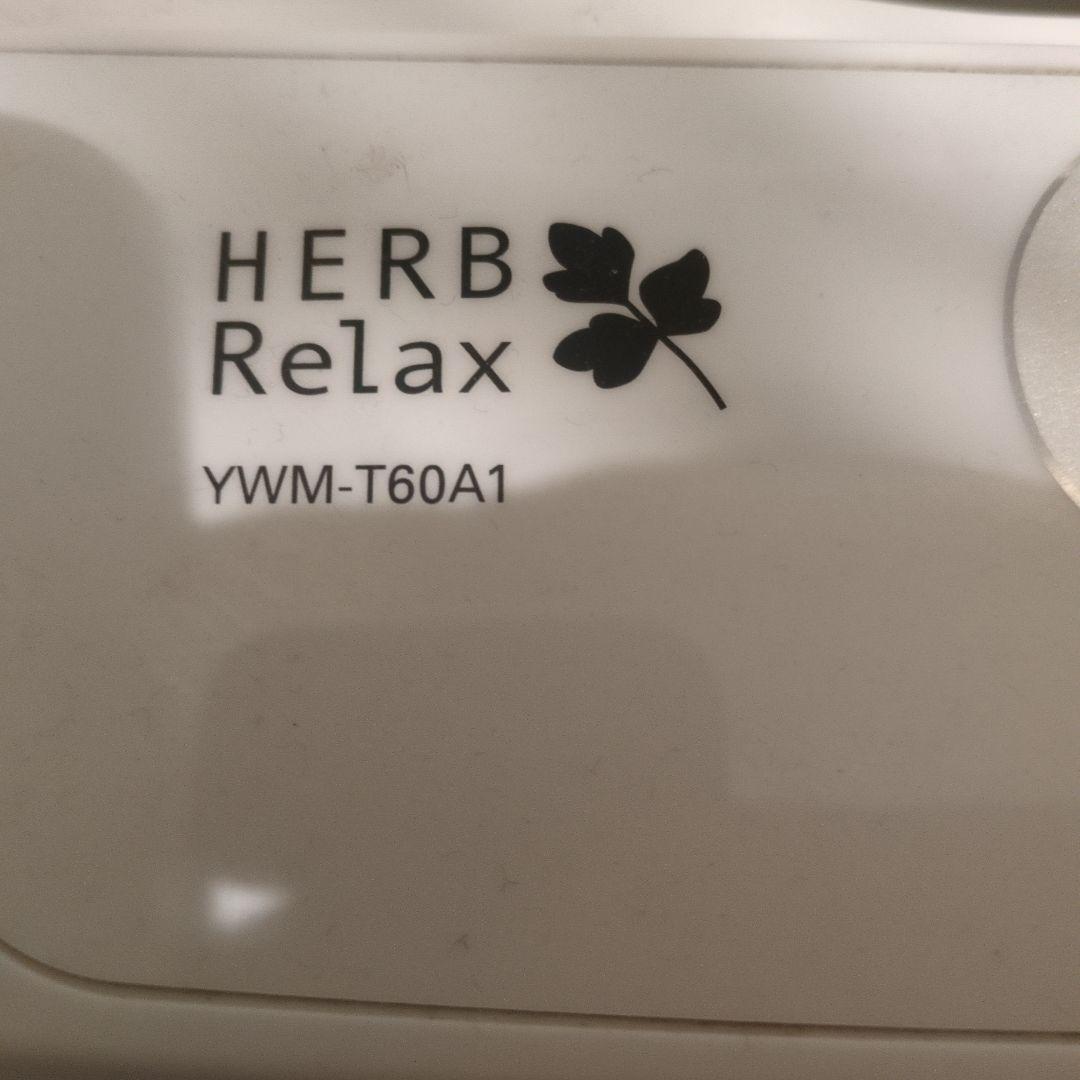 HERB
Relax
YWM-T60A1